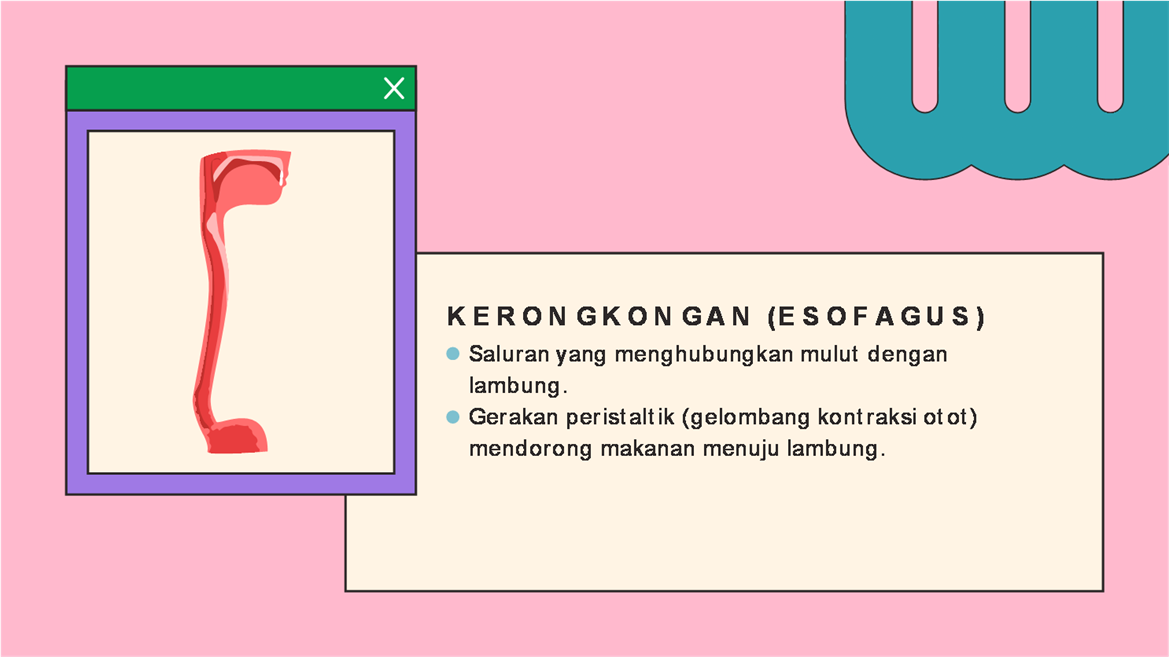 KERONGKONGAN (ESOFAGUS)
Saluran yang menghubungkan mulut dengan
lambung.
Gerakan peristaltik (gelombang kontraksi otot)
mendorong makanan menuju lambung.